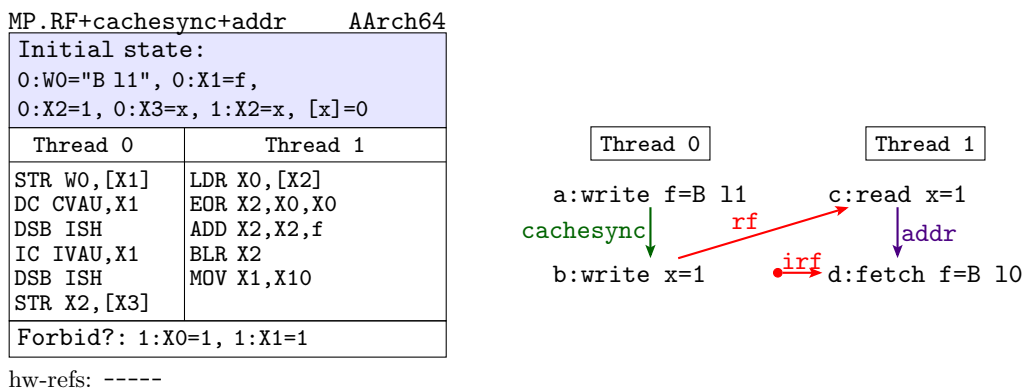 MP.RF+cachesync+addr AArch64
Initial state:
0:W0="B l1", 0:X1=f,
0:X2=1, 0:X3=x, 1:X2=x, [x]=0
Thread 0 Thread 1
STR W0,[X1] LDR X0,[X2]
DC CVAU,X1 EOR X2,X0,X0
DSB ISH ADD X2,X2,f
IC IVAU,X1 BLR X2
DSB ISH MOV X1,X10
STR X2,[X3]
Forbid?: 1:X0=1, 1:X1=1
hw-refs: -----
Thread 0 Thread 1
a:write f=B l1 c:read x=1
cachesync rf addr
b:write x=1 irf d:fetch f=B l0